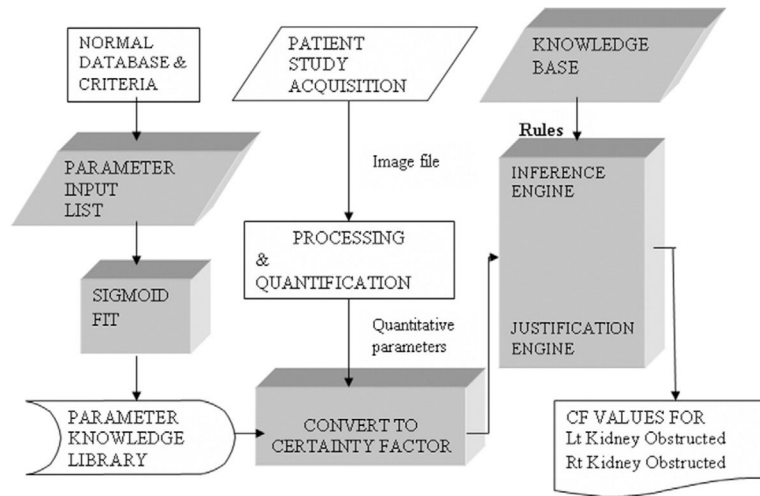 NORMAL
DATABASE &
CRITERIA
PATIENT
STUDY
ACQUISITION
KNOWLEDGE
BASE
Rules
PARAMETER
INPUT
LIST
Image file
INFERENCE
ENGINE
PROCESSING
&
QUANTIFICATION
SIGMOID
FIT
Quantitative
parameters
JUSTIFICATION
ENGINE
PARAMETER
KNOWLEDGE
LIBRARY
CONVERT TO
CERTAINTY FACTOR
CF VALUES FOR
Lt Kidney Obstructed
Rt Kidney Obstructed